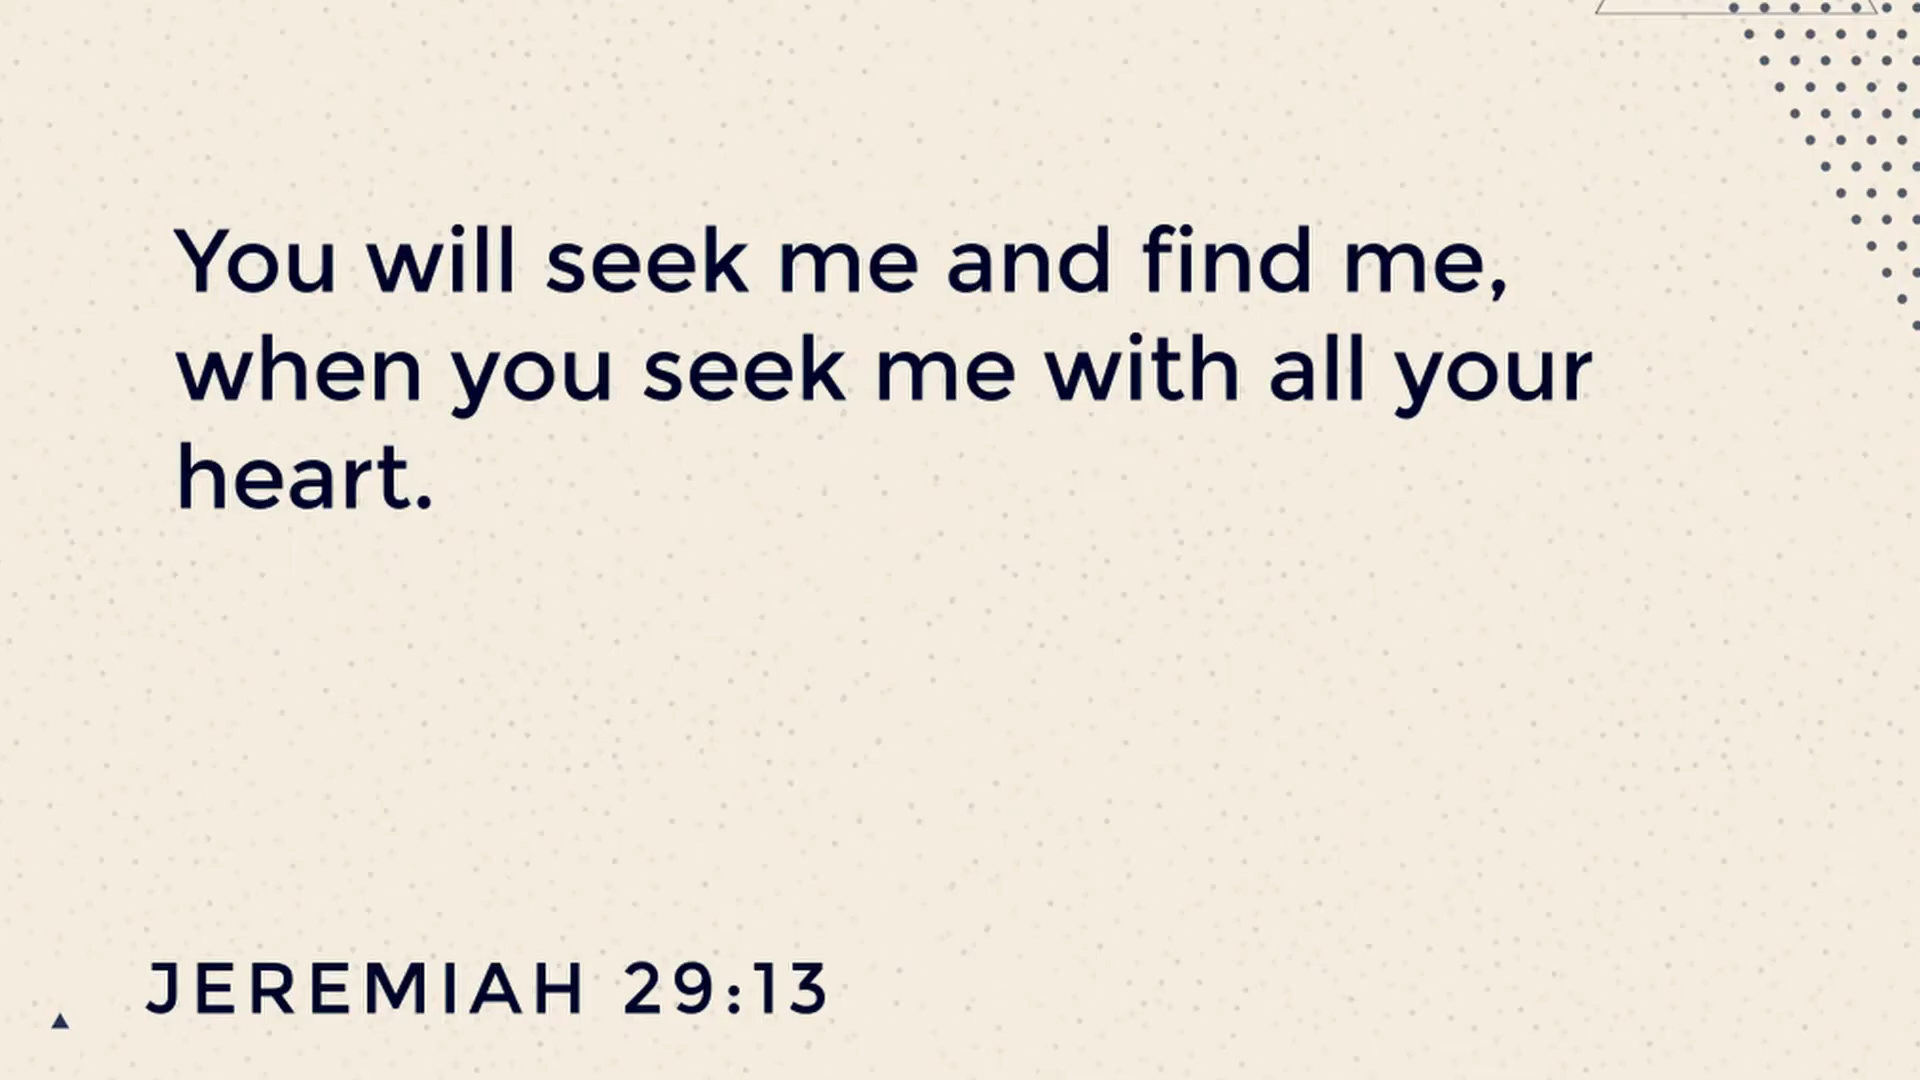 You will seek me and find me,
when you seek me with all your
heart.
JEREMIAH 29:13